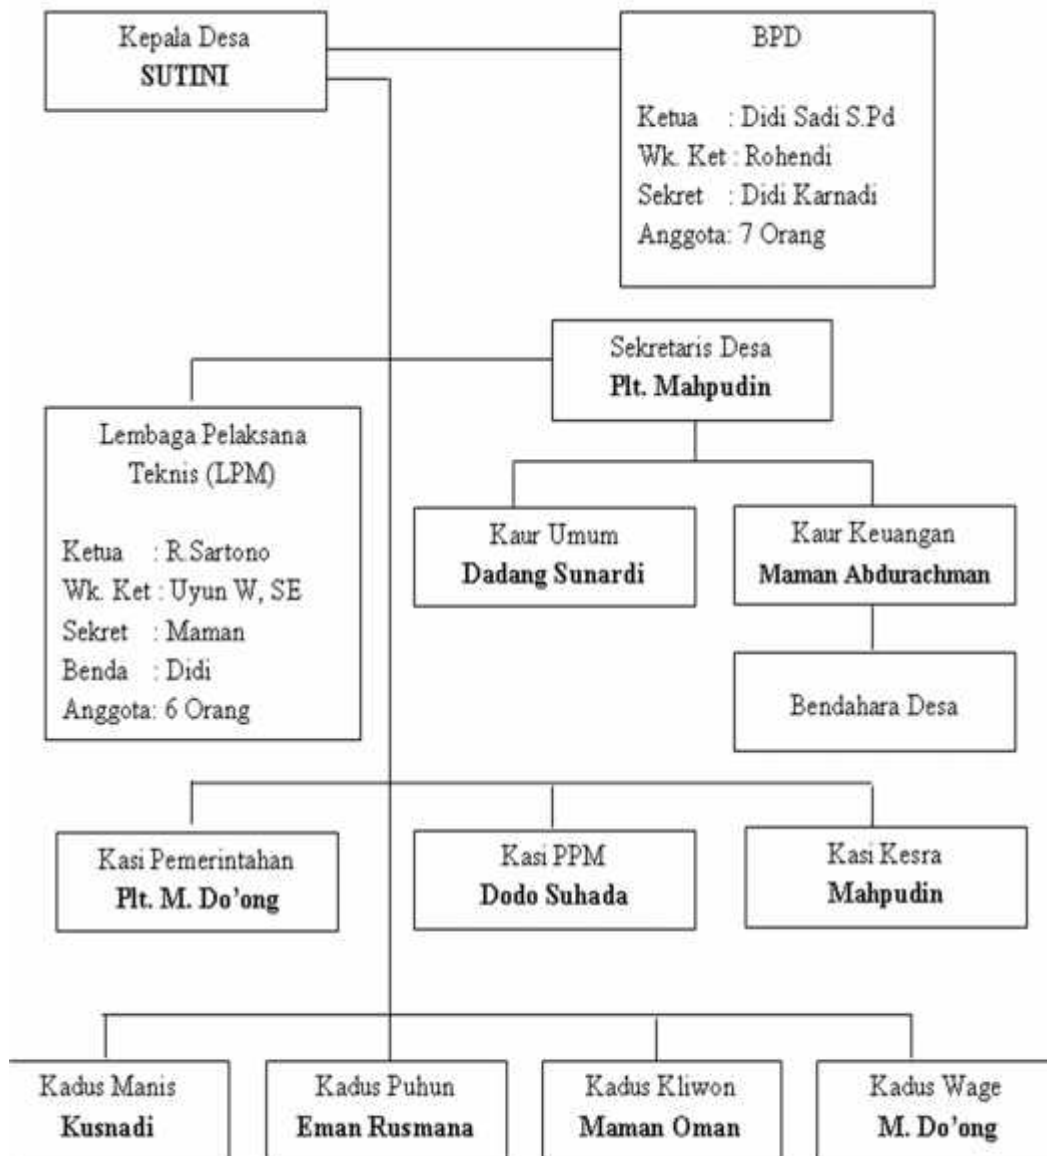 Kepala Desa
SUTINI
BPD
Ketua : Didi Sadi S.Pd
Wk. Ket : Rohendi
Sekret : Didi Karnadi
Anggota: 7 Orang
Sekretaris Desa
Plt. Mahpudin
Lembaga Pelaksana
Teknis (LPM)
Ketua : R.Sartono
Wk. Ket : Uyun W, SE
Sekret : Maman
Benda : Didi
Anggota: 6 Orang
Kaur Umum
Dadang Sunardi
Kaur Keuangan
Maman Abdurachman
Bendahara Desa
Kasi Pemerintahan
Plt. M. Do'ong
Kasi PPM
Dodo Suhada
Kasi Kesra
Mahpudin
Kadus Manis
Kusnadi
Kadus Puhun
Eman Rusmana
Kadus Kliwon
Maman Oman
Kadus Wage
M. Do'ong